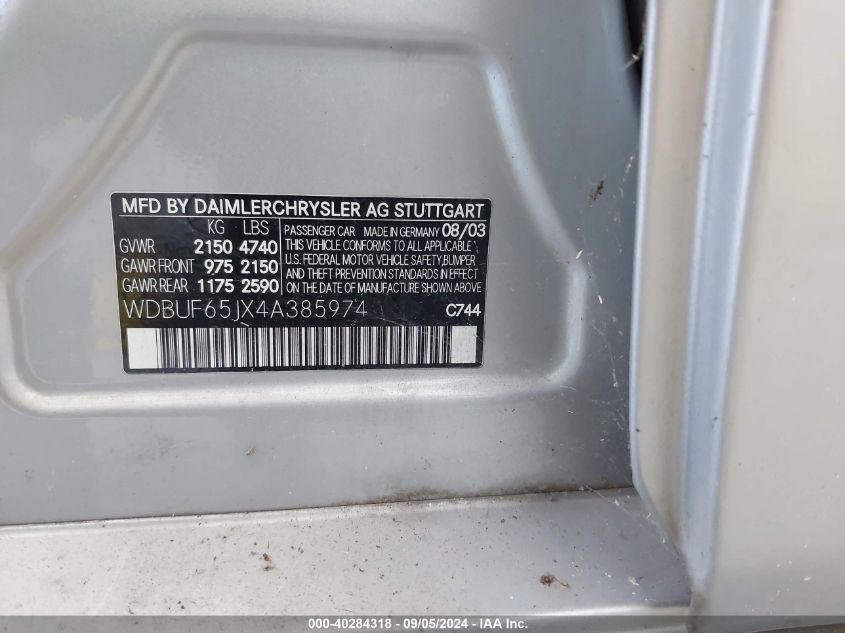 MFD BY DAIMLERCHRYSLER AG STUTTGART
KG LBS
GVWR 2150 4740
GAWR FRONT 975 2150
GAWR REAR 1175 2590
PASSENGER CAR MADE IN GERMANY 08/03
THIS VEHICLE CONFORMS TO ALL APPLICABLE
U.S. FEDERAL MOTOR VEHICLE SAFETY,BUMPER
AND THEFT PREVENTION STANDARDS IN EFFECT
ON THE DATE OF MANUFACTURE SHOWN ABOVE
WDBUF65JX4A385974 C744
000-40284318 - 09/05/2024 - IAA Inc.